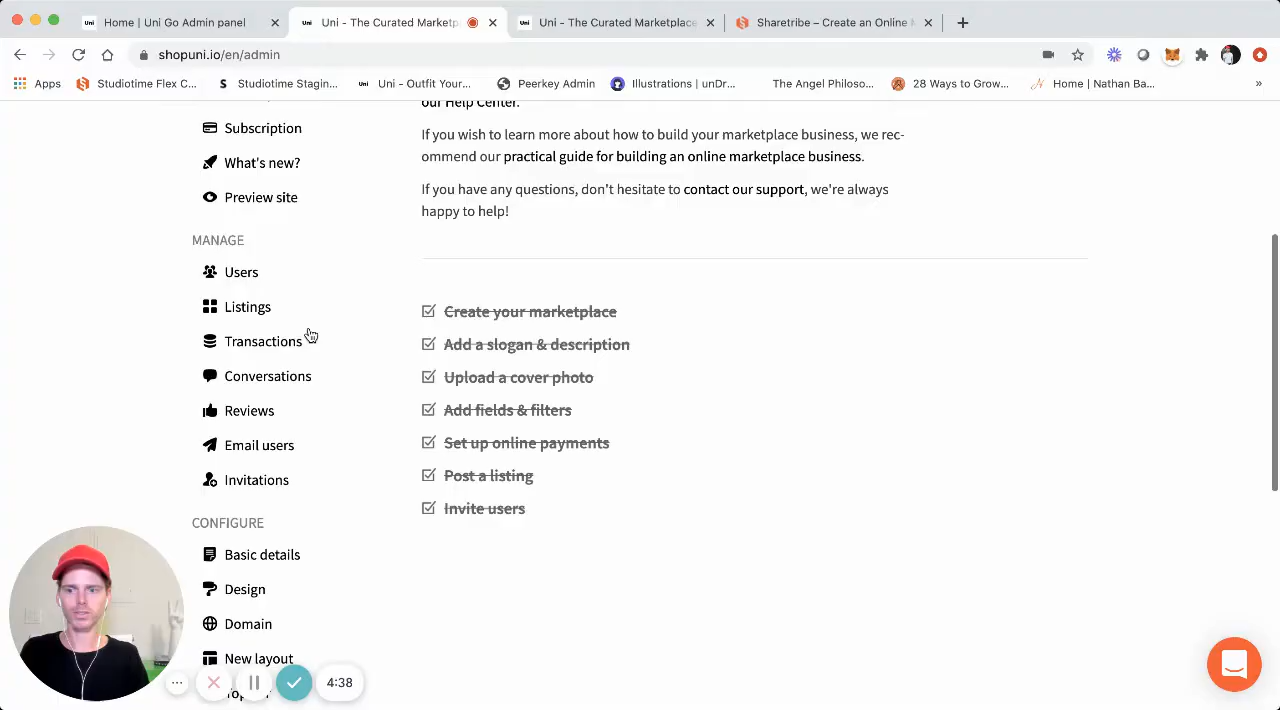 Uni Home | Uni Go Admin panel
Uni Uni - The Curated Marketp
Uni Uni - The Curated Marketplace
Sharetribe – Create an Online
shopuni.io/en/admin
Apps
Studiotime Flex C...
S Studiotime Staging...
Uni Uni - Outfit Your...
Peerkey Admin
Illustrations | unDr...
The Angel Philoso...
28 Ways to Grow...
Home | Nathan Ba...
»
Subscription
What's new?
Preview site
MANAGE
Users
Listings
Transactions
Conversations
Reviews
Email users
Invitations
CONFIGURE
Basic details
Design
Domain
New layout
our Help Center.
If you wish to learn more about how to build your marketplace business, we rec-
ommend our practical guide for building an online marketplace business.
If you have any questions, don't hesitate to contact our support, we're always
happy to help!
Create your marketplace
Add a slogan & description
Upload a cover photo
Add fields & filters
Set up online payments
Post a listing
Invite users
4:38